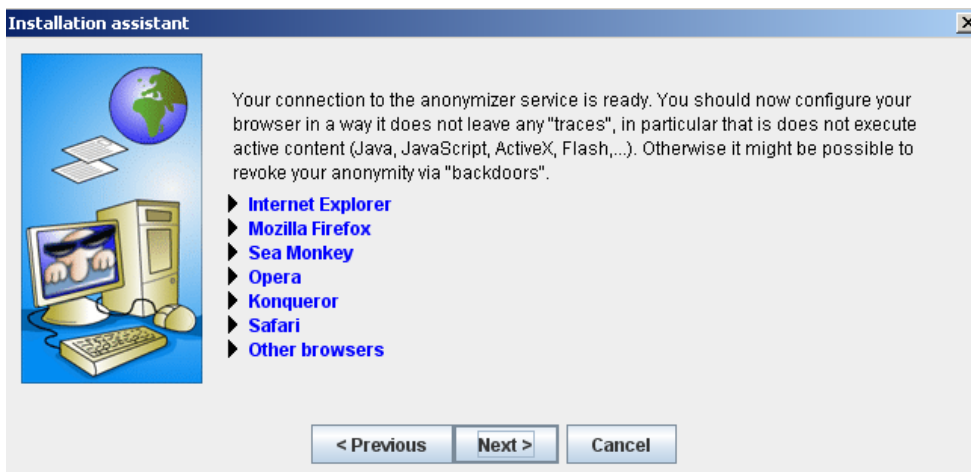 Installation assistant
Your connection to the anonymizer service is ready. You should now configure your
browser in a way it does not leave any "traces", in particular that is does not execute
active content (Java, JavaScript, ActiveX, Flash,...). Otherwise it might be possible to
revoke your anonymity via "backdoors".
Internet Explorer
Mozilla Firefox
Sea Monkey
Opera
Konqueror
Safari
Other browsers
< Previous
Next >
Cancel